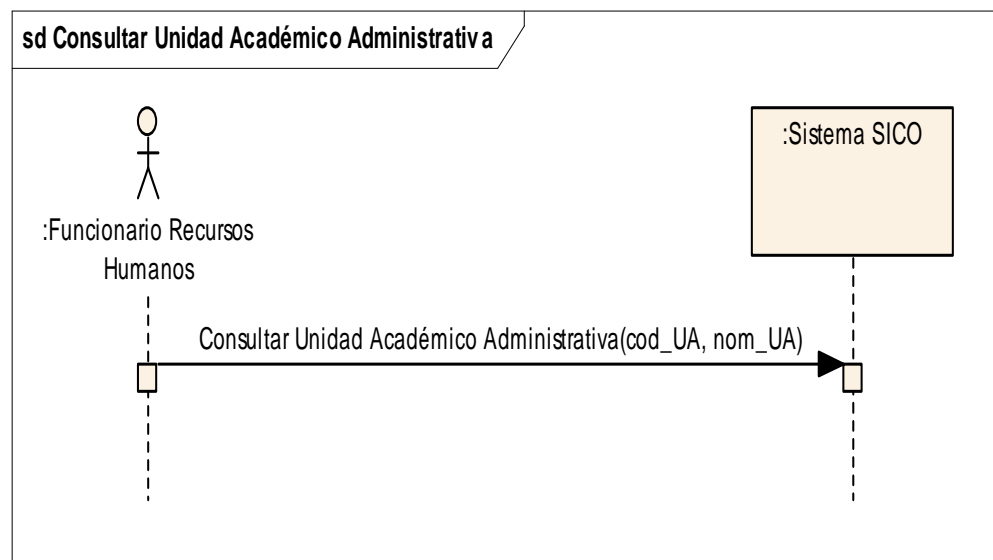 sd Consultar Unidad Académico Administrativa
:Sistema SICO
:Funcionario Recursos
Humanos
Consultar Unidad Académico Administrativa(cod_UA, nom_UA)